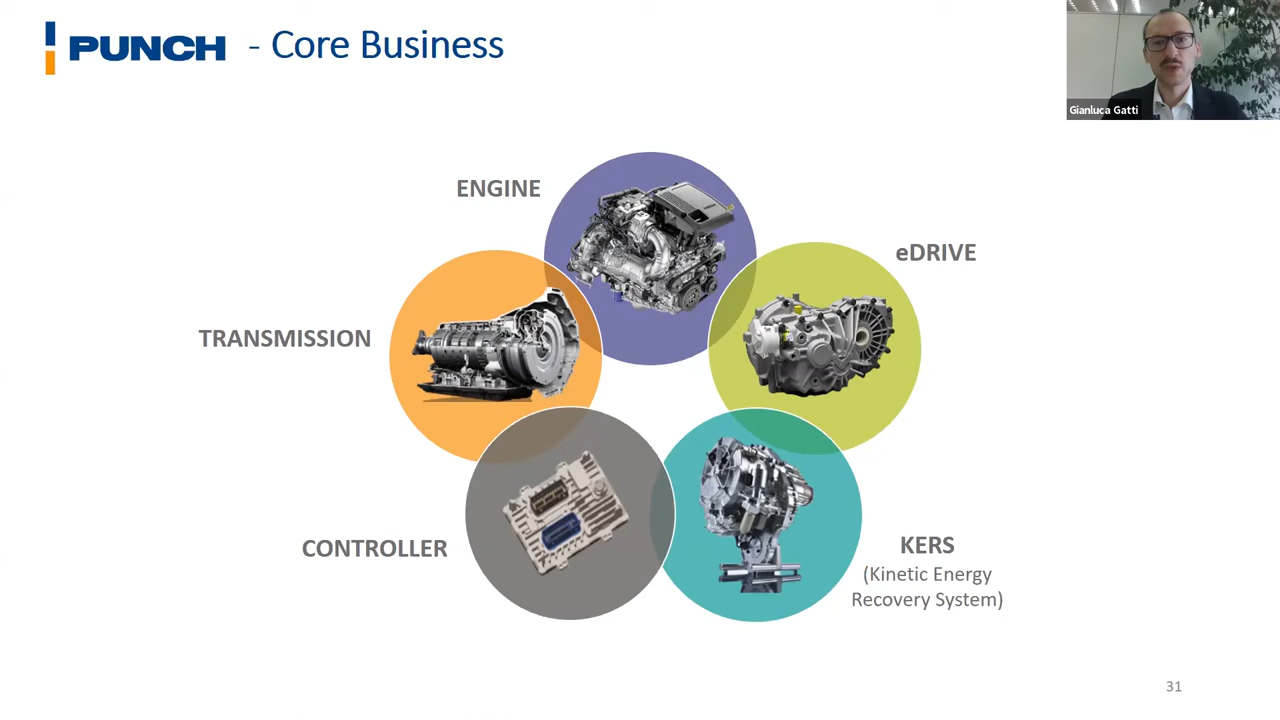 PUNCH - Core Business
Gianluca Gatti
ENGINE
eDRIVE
TRANSMISSION
CONTROLLER
KERS
(Kinetic Energy
Recovery System)
31